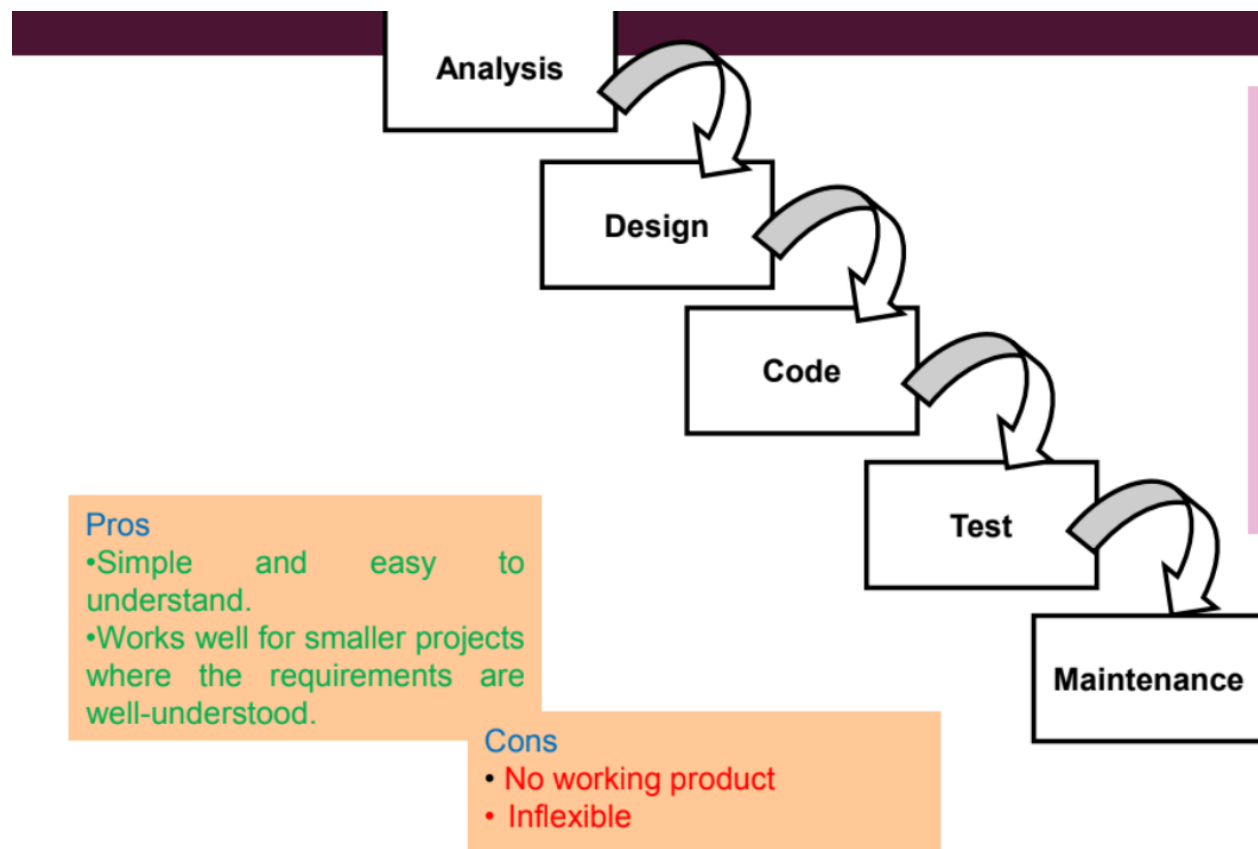 Analysis
Design
Code
Test
Maintenance
Pros
•Simple and easy to
understand.
•Works well for smaller projects
where the requirements are
well-understood.
Cons
• No working product
• Inflexible